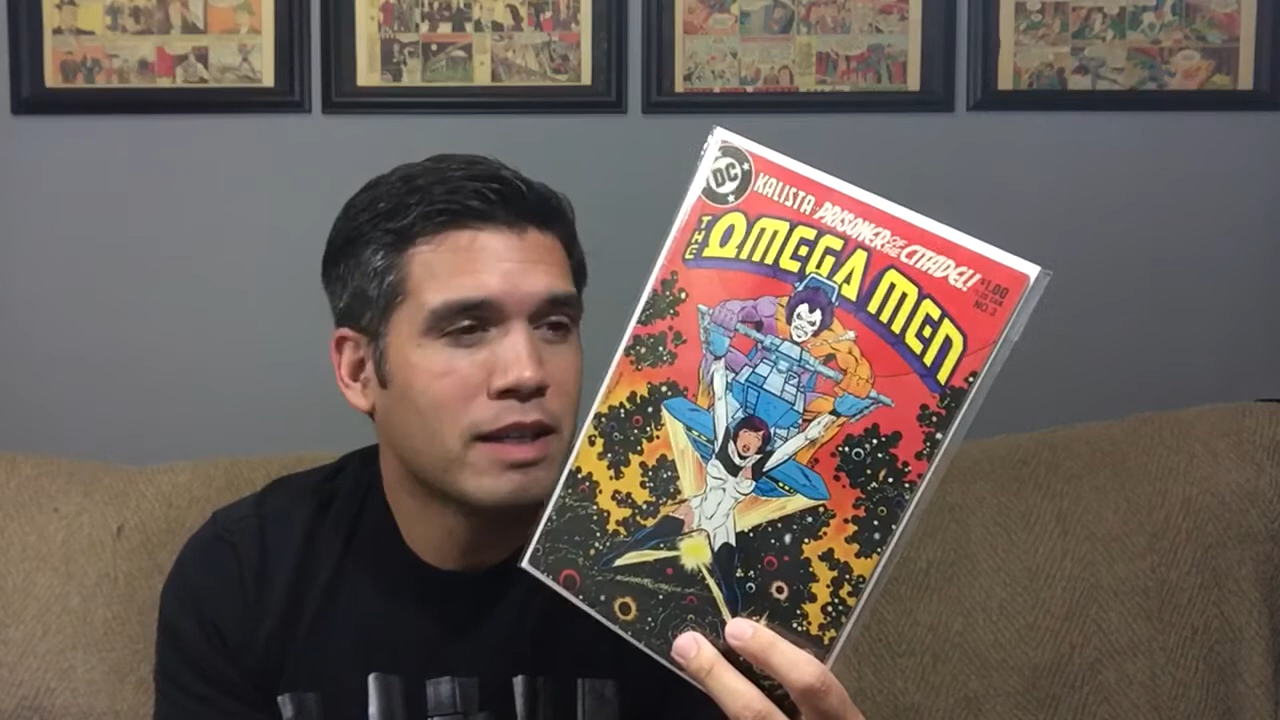 DC
KALISTA--PRISONER OF THE CITADEL!
THE OMEGA MEN
$1.00
NO. 3